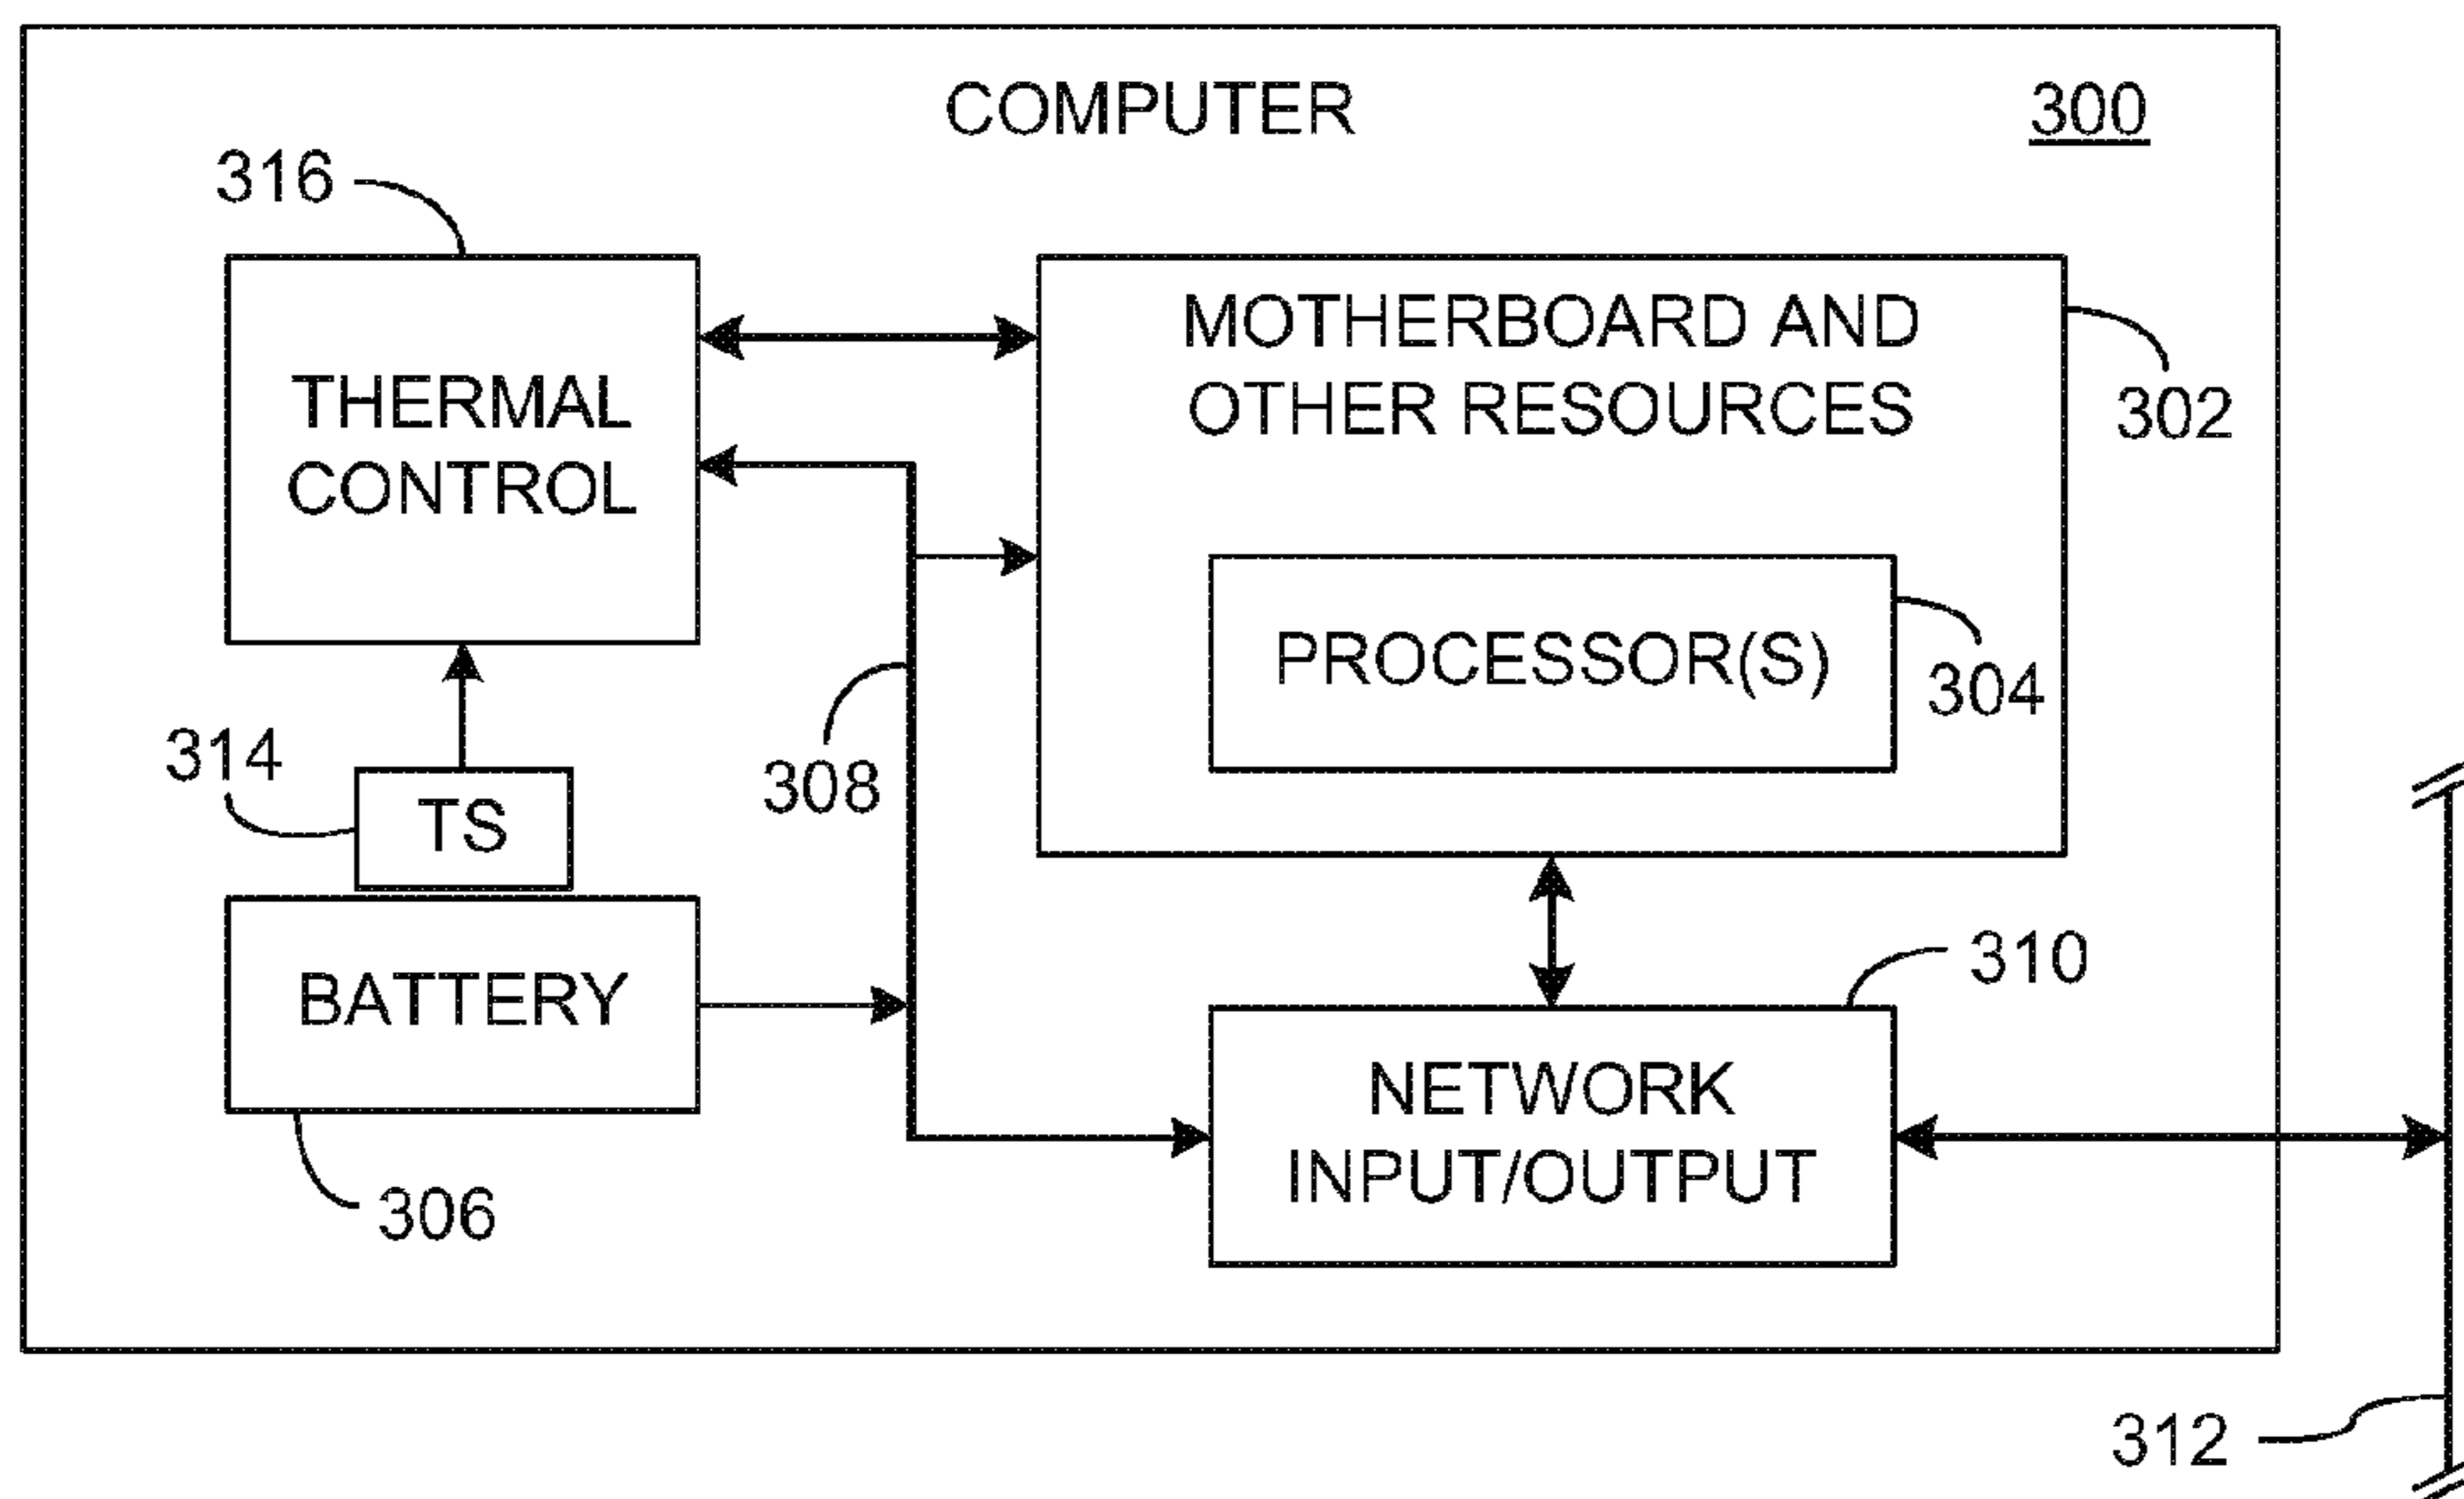 COMPUTER
300
316
THERMAL
CONTROL
MOTHERBOARD AND
OTHER RESOURCES
302
PROCESSOR(S)
304
314
TS
308
BATTERY
306
310
NETWORK
INPUT/OUTPUT
312